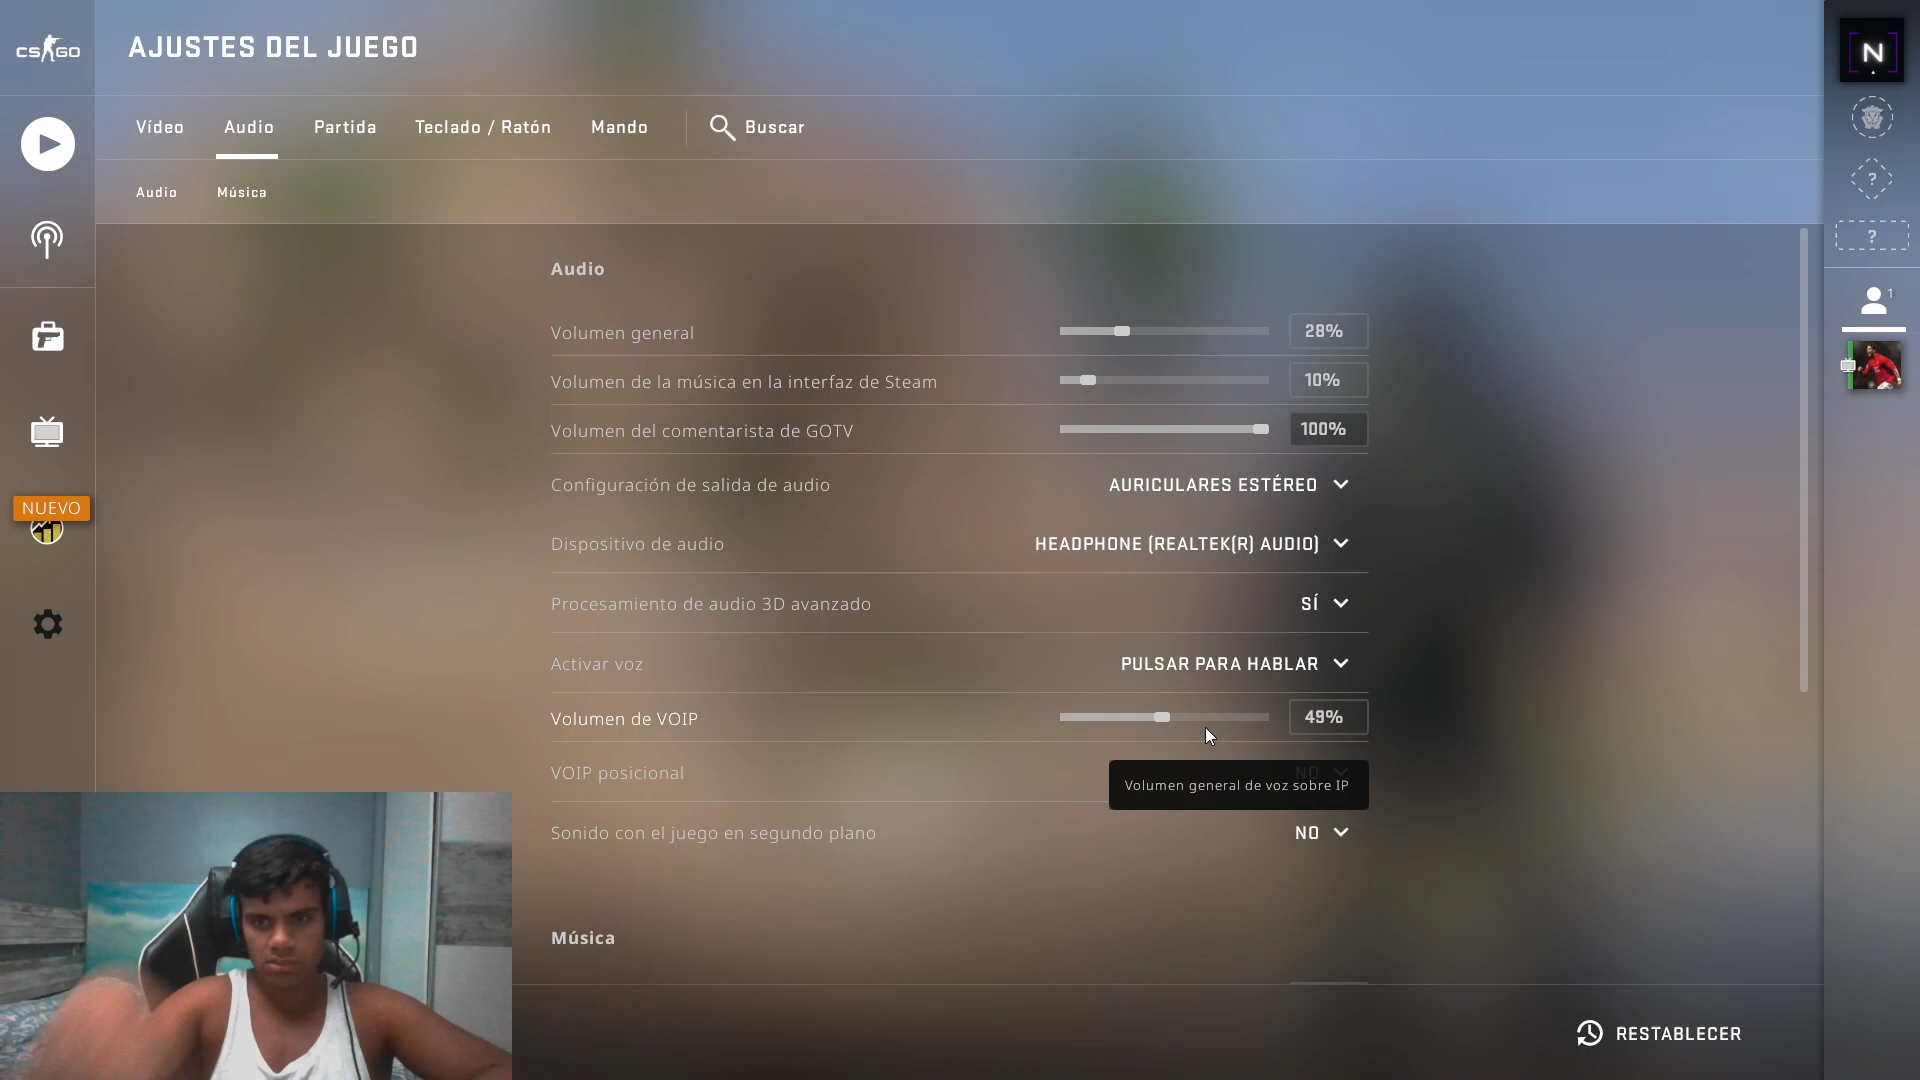 CS GO
AJUSTES DEL JUEGO
N
Vídeo Audio Partida Teclado / Ratón Mando Buscar
Audio Música
?
?
1
Audio
Volumen general 28%
Volumen de la música en la interfaz de Steam 10%
Volumen del comentarista de GOTV 100%
Configuración de salida de audio AURICULARES ESTÉREO
NUEVO
Dispositivo de audio HEADPHONE (REALTEK(R) AUDIO)
Procesamiento de audio 3D avanzado SÍ
Activar voz PULSAR PARA HABLAR
Volumen de VOIP 49%
VOIP posicional NO
Volumen general de voz sobre IP
Sonido con el juego en segundo plano NO
Música
RESTABLECER